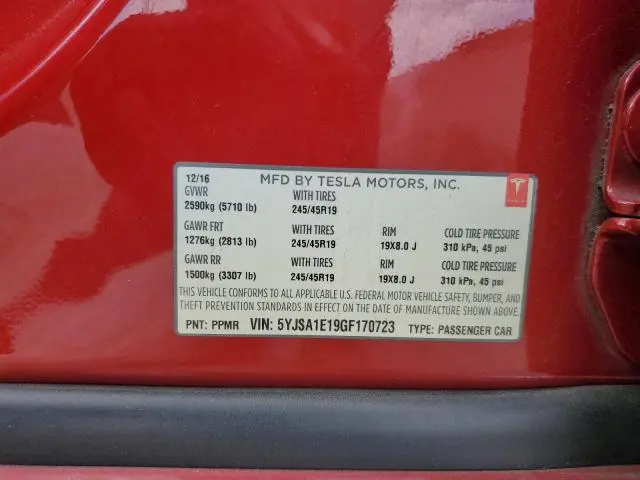 12/16 MFD BY TESLA MOTORS, INC.
GVWR WITH TIRES
2590kg (5710 lb) 245/45R19
GAWR FRT WITH TIRES RIM COLD TIRE PRESSURE
1276kg (2813 lb) 245/45R19 19X8.0 J 310 kPa, 45 psi
GAWR RR WITH TIRES RIM COLD TIRE PRESSURE
1500kg (3307 lb) 245/45R19 19X8.0 J 310 kPa, 45 psi
THIS VEHICLE CONFORMS TO ALL APPLICABLE U.S. FEDERAL MOTOR VEHICLE SAFETY, BUMPER, AND
THEFT PREVENTION STANDARDS IN EFFECT ON THE DATE OF MANUFACTURE SHOWN ABOVE.
PNT: PPMR VIN: 5YJSA1E19GF170723 TYPE: PASSENGER CAR